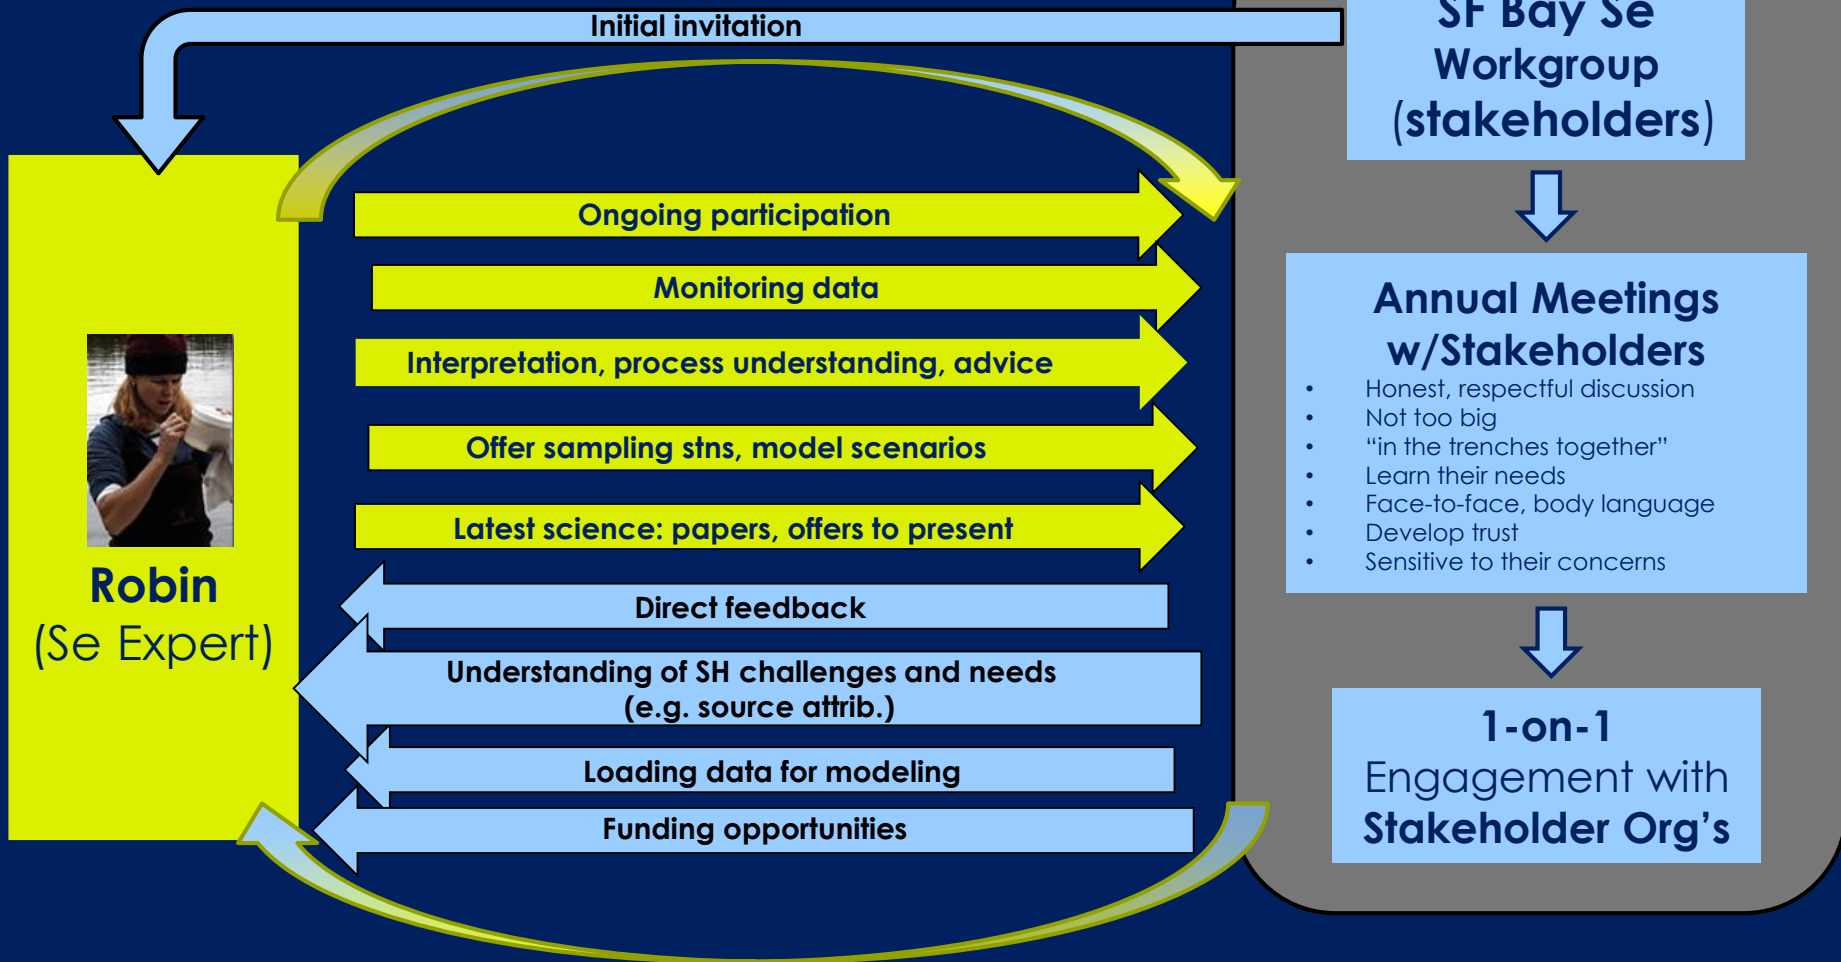 Initial invitation
SF Bay Se
Workgroup
(stakeholders)
Ongoing participation
Monitoring data
Interpretation, process understanding, advice
Offer sampling stns, model scenarios
Latest science: papers, offers to present
Direct feedback
Understanding of SH challenges and needs
(e.g. source attrib.)
Loading data for modeling
Funding opportunities
Robin
(Se Expert)
Annual Meetings
w/Stakeholders
• Honest, respectful discussion
• Not too big
• “in the trenches together”
• Learn their needs
• Face-to-face, body language
• Develop trust
• Sensitive to their concerns
1-on-1
Engagement with
Stakeholder Org’s